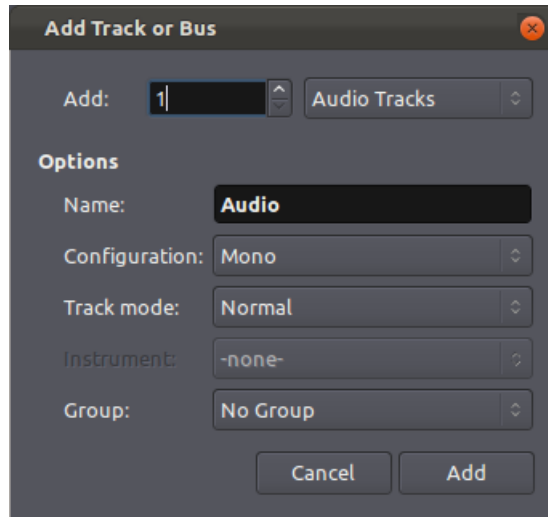 Add Track or Bus
Add: 1 Audio Tracks
Options
Name: Audio
Configuration: Mono
Track mode: Normal
Instrument: -none-
Group: No Group
Cancel Add